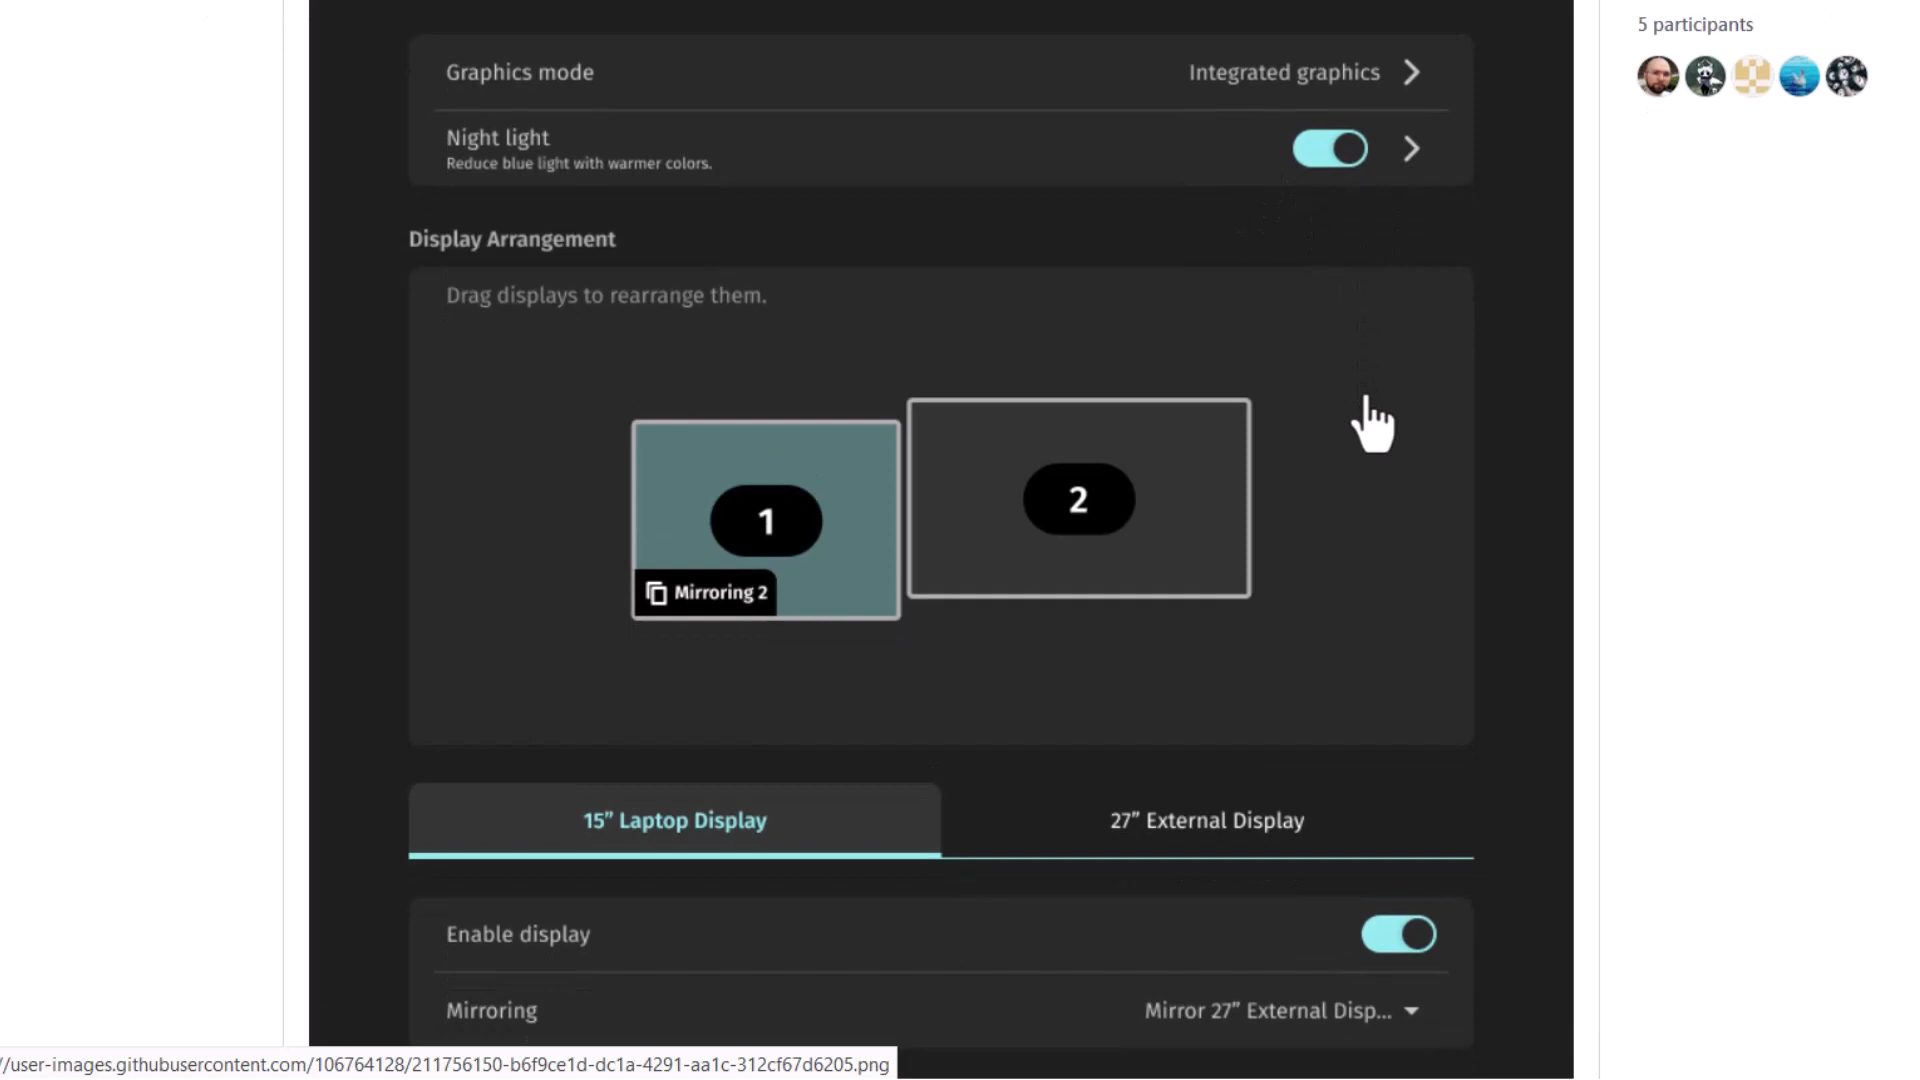 5 participants
Graphics mode
Integrated graphics
Night light
Reduce blue light with warmer colors.
Display Arrangement
Drag displays to rearrange them.
1
2
Mirroring 2
15” Laptop Display
27” External Display
Enable display
Mirroring
Mirror 27” External Disp...
//user-images.githubusercontent.com/106764128/211756150-b6f9ce1d-dc1a-4291-aa1c-312cf67d6205.png